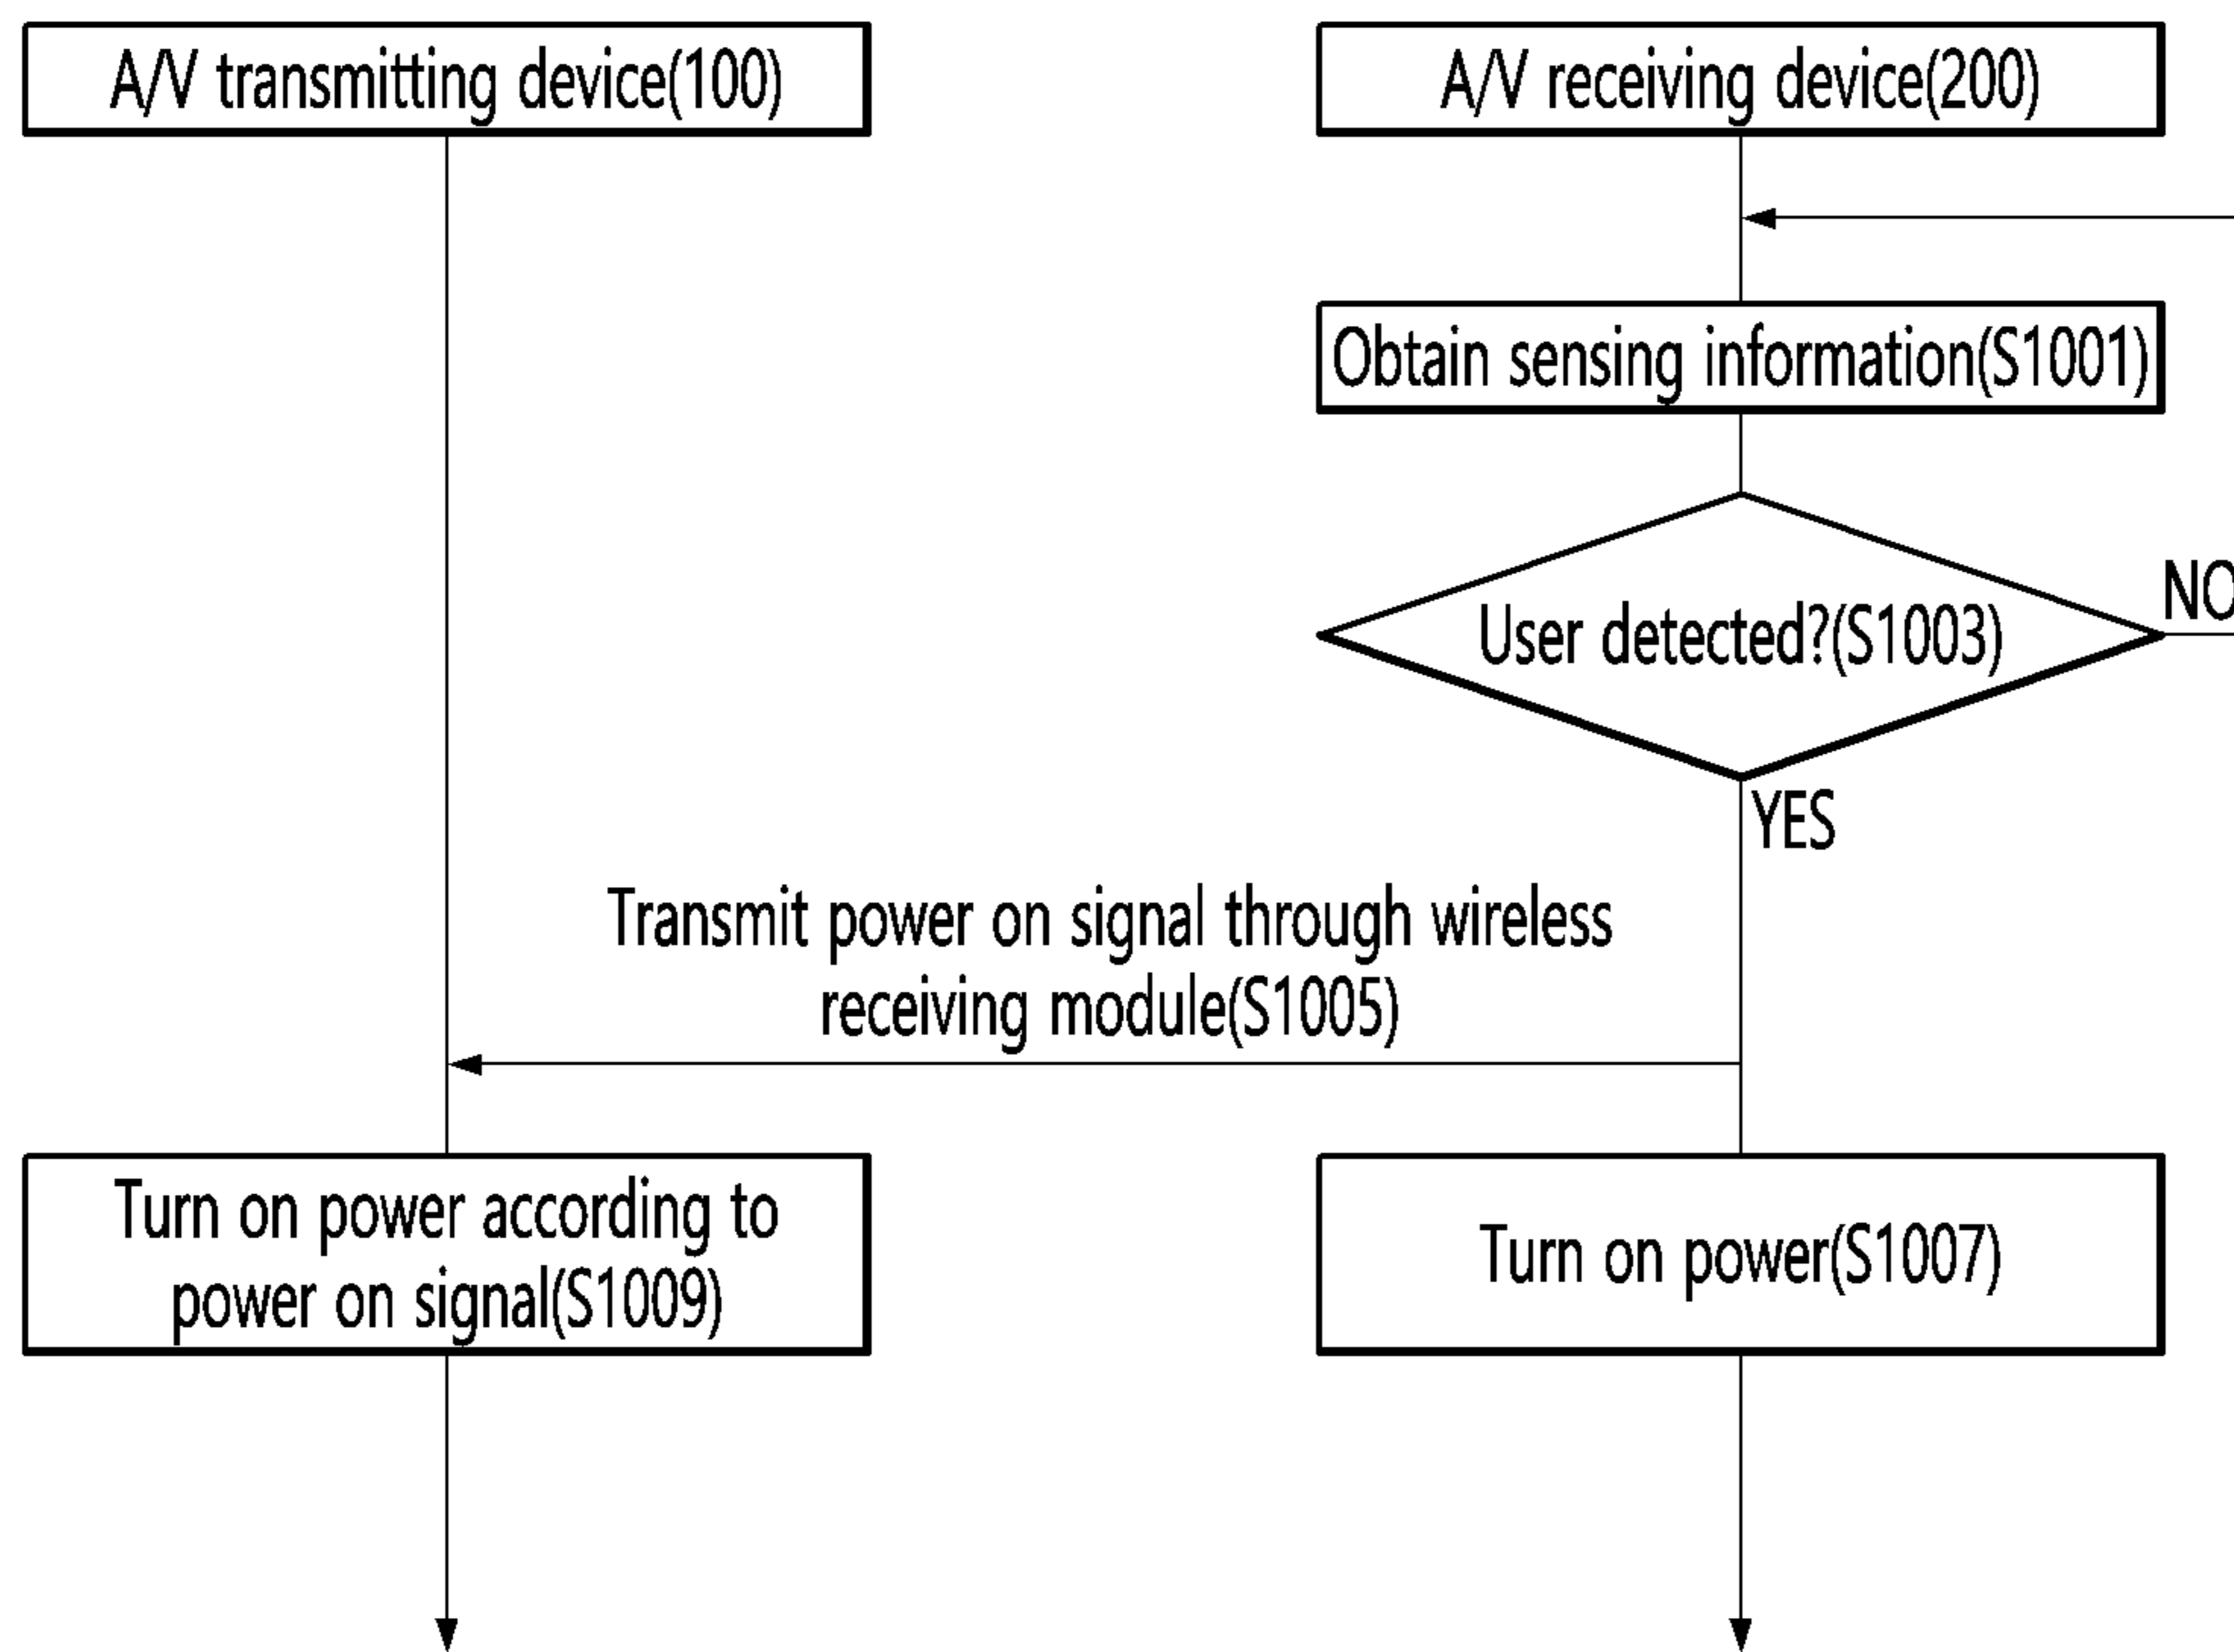 A/V transmitting device(100)
A/V receiving device(200)
Obtain sensing information(S1001)
User detected?(S1003)
NO
YES
Transmit power on signal through wireless
receiving module(S1005)
Turn on power according to
power on signal(S1009)
Turn on power(S1007)